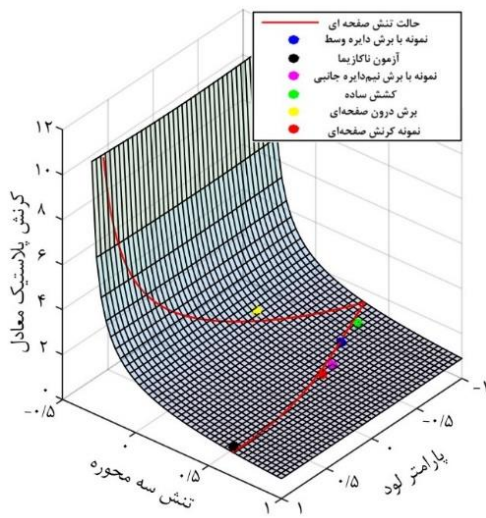 حالت تنش صفحه ای
نمونه با برش دایره وسط
آزمون ناکازیما
نمونه با برش نیم‌دایره جانبی
کشش ساده
برش درون صفحه‌ای
نمونه کرنش صفحه‌ای
۱۲
۱۰
۸
۶
۴
۲
۰
کرنش پلاستیک معادل
-۰/۵
۰
۰/۵
۱
تنش سه محوره
۱
۰/۵
۰
-۰/۵
-۱
پارامتر لود